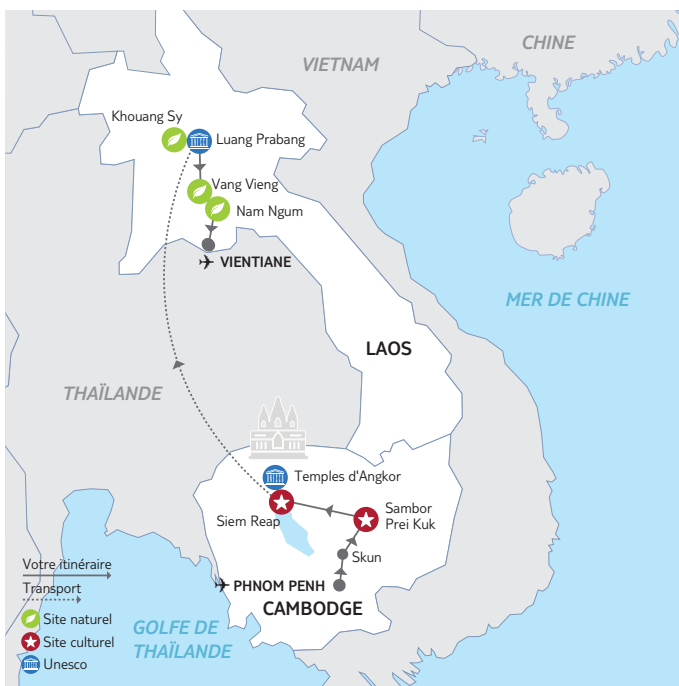 CHINE
VIETNAM
Khouang Sy
Luang Prabang
Vang Vieng
Nam Ngum
VIENTIANE
MER DE CHINE
LAOS
THAÏLANDE
Temples d'Angkor
Siem Reap
Sambor
Prei Kuk
Skun
PHNOM PENH
CAMBODGE
Votre itinéraire
Transport
Site naturel
Site culturel
Unesco
GOLFE DE
THAÏLANDE